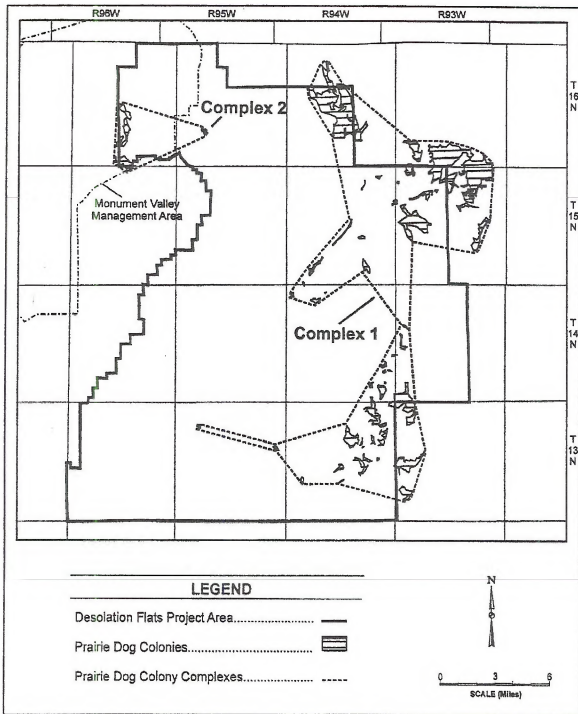 R96W R95W R94W R93W
T
16
N
Complex 2
Monument Valley
Management Area
T
15
N
Complex 1
T
14
N
T
13
N
LEGEND
Desolation Flats Project Area
Prairie Dog Colonies
Prairie Dog Colony Complexes
N
0 3 6
SCALE (Miles)